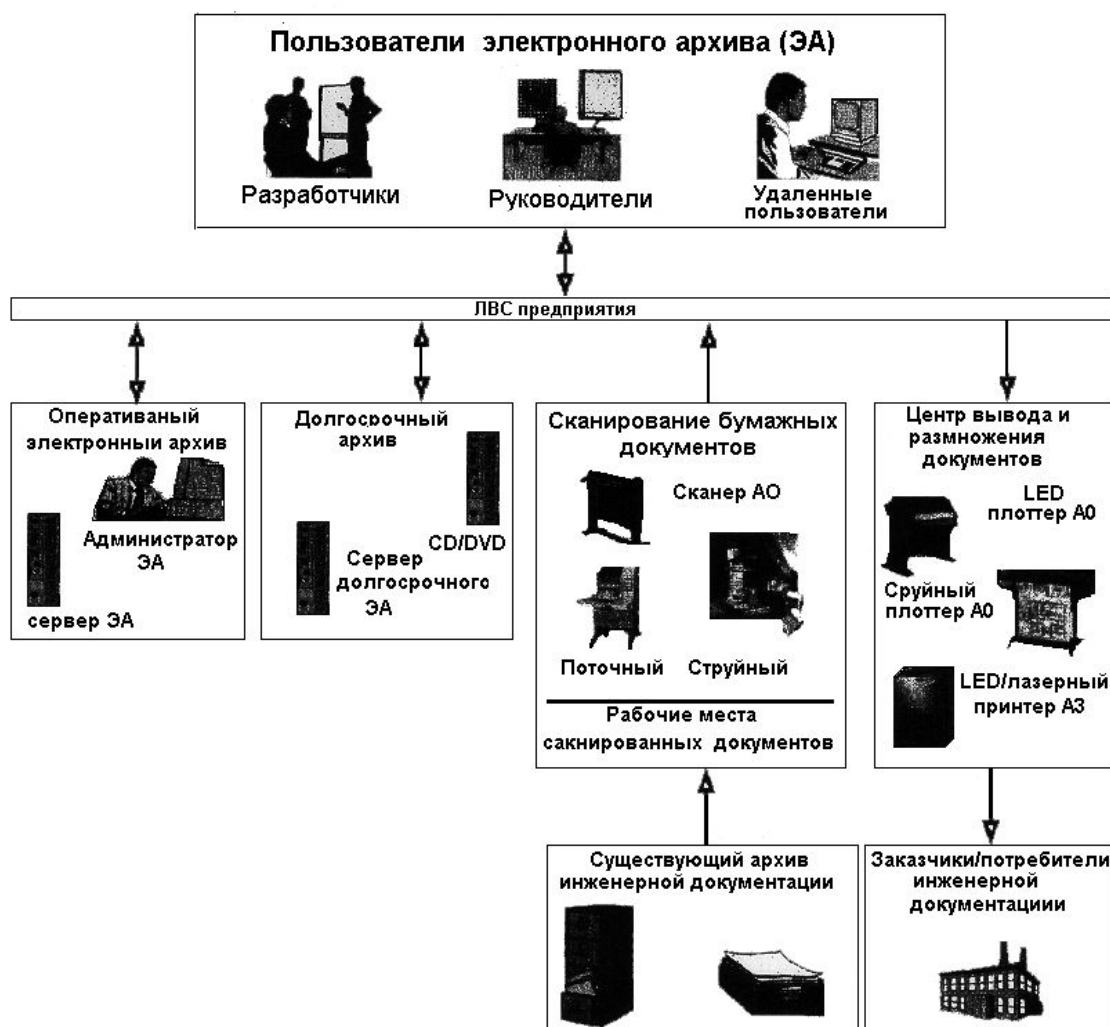 Пользователи электронного архива (ЭА)
Разработчики
Руководители
Удаленные
пользователи
ЛВС предприятия
Оперативаный
электронныи архив
Администратор
ЭА
сервер ЭА
Долгосрочный
архив
CD/DVD
Сервер
долгосрочного
ЭА
Сканирование бумажных
документов
Сканер АО
Поточный
Струйный
Рабочие места
сакнированных документов
Центр вывода и
размножения
документов
LED
плоттер А0
Сруйный
плоттер А0
LED/лазерный
принтер А3
Существующий архив
инженерной документации
Заказчики/потребители
инженерной
документациии